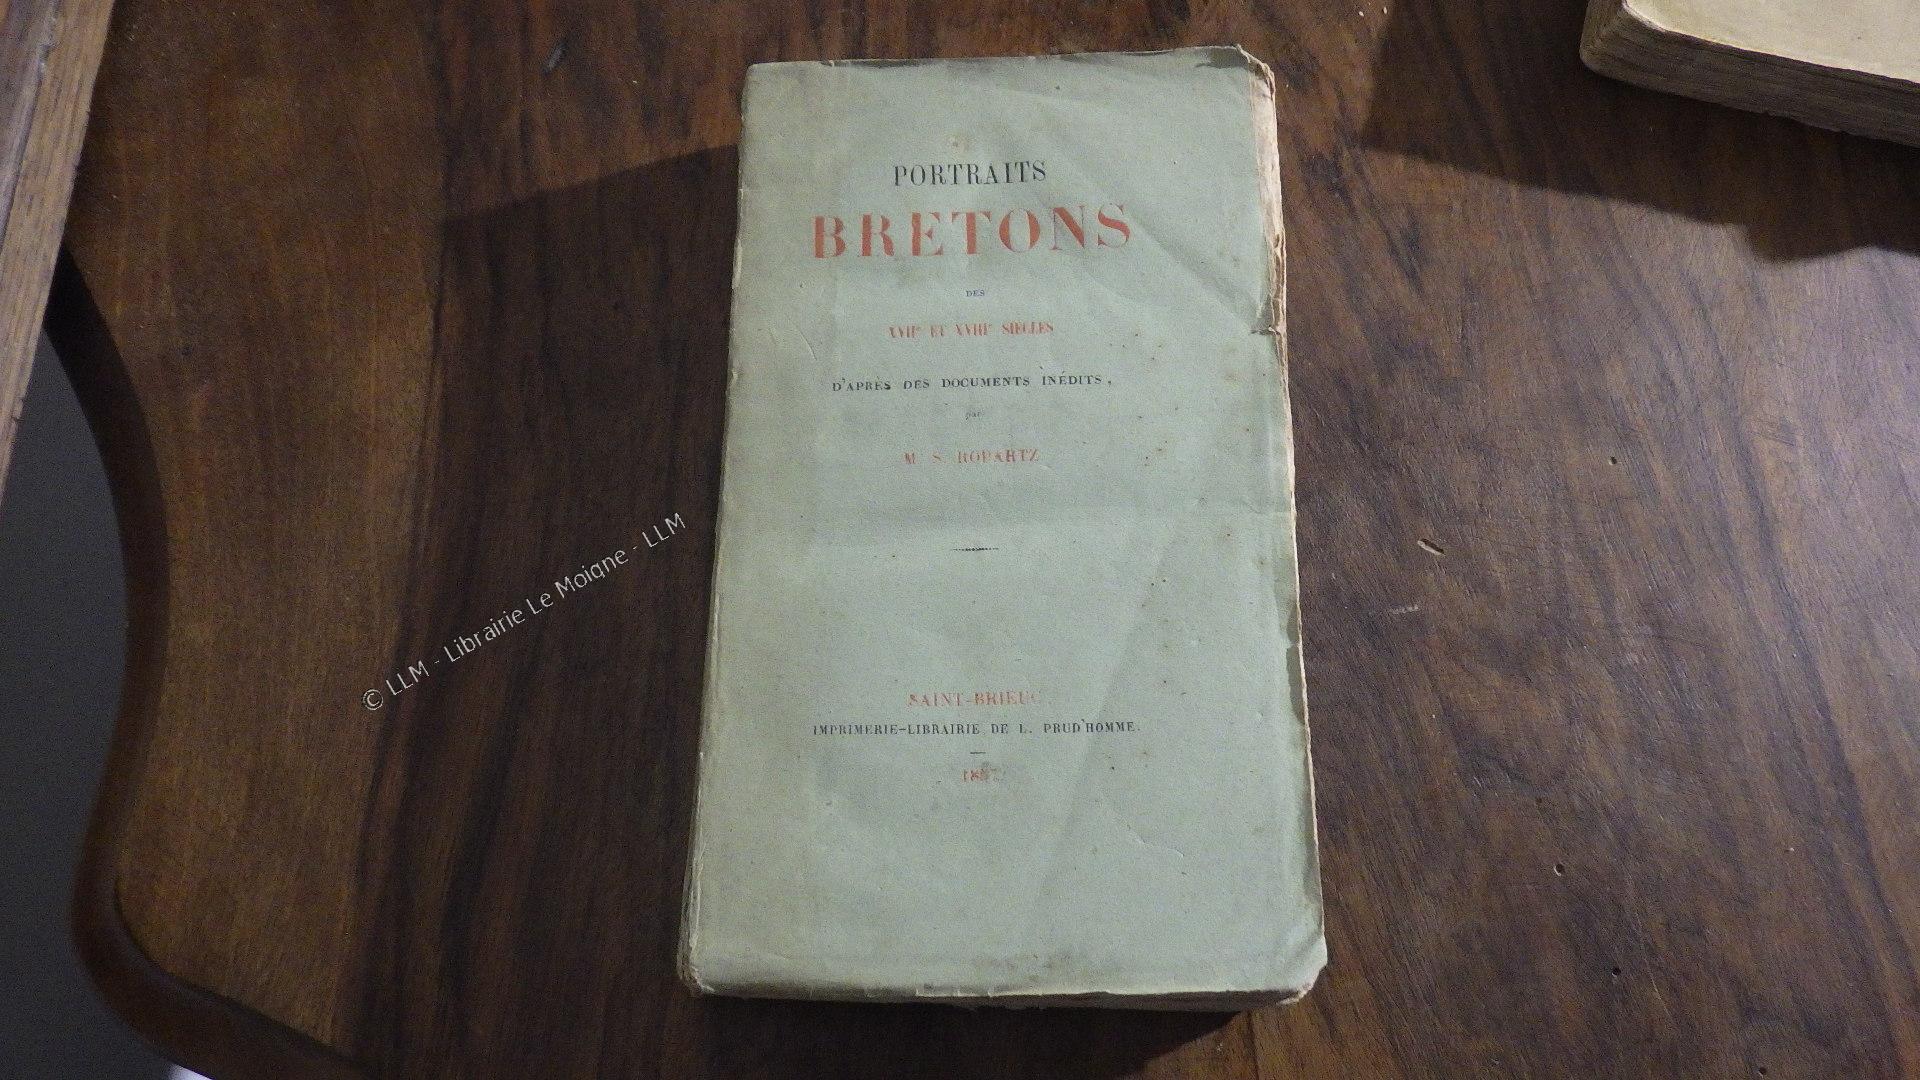 PORTRAITS
BRETONS
DES
XVIIᵉ ET XVIIIᵉ SIÈCLES
D'APRÈS DES DOCUMENTS INÉDITS,
par
M. S. ROPARTZ
SAINT-BRIEUC
IMPRIMERIE-LIBRAIRIE DE L. PRUD'HOMME.
1857
© LLM - Librairie Le Moigne - LLM